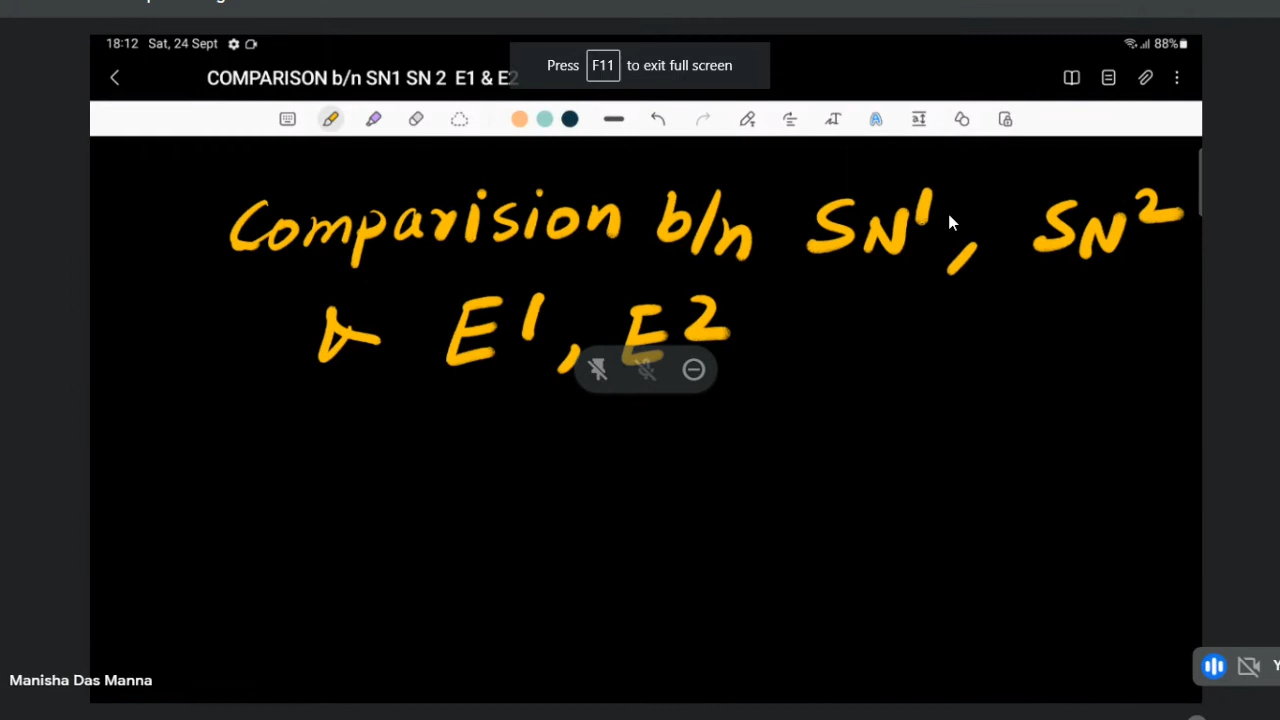 18:12 Sat, 24 Sept 88%
Press F11 to exit full screen
COMPARISON b/n SN1 SN 2 E1 & E2
Comparision b/n SN1, SN2
& E1, E2
Manisha Das Manna